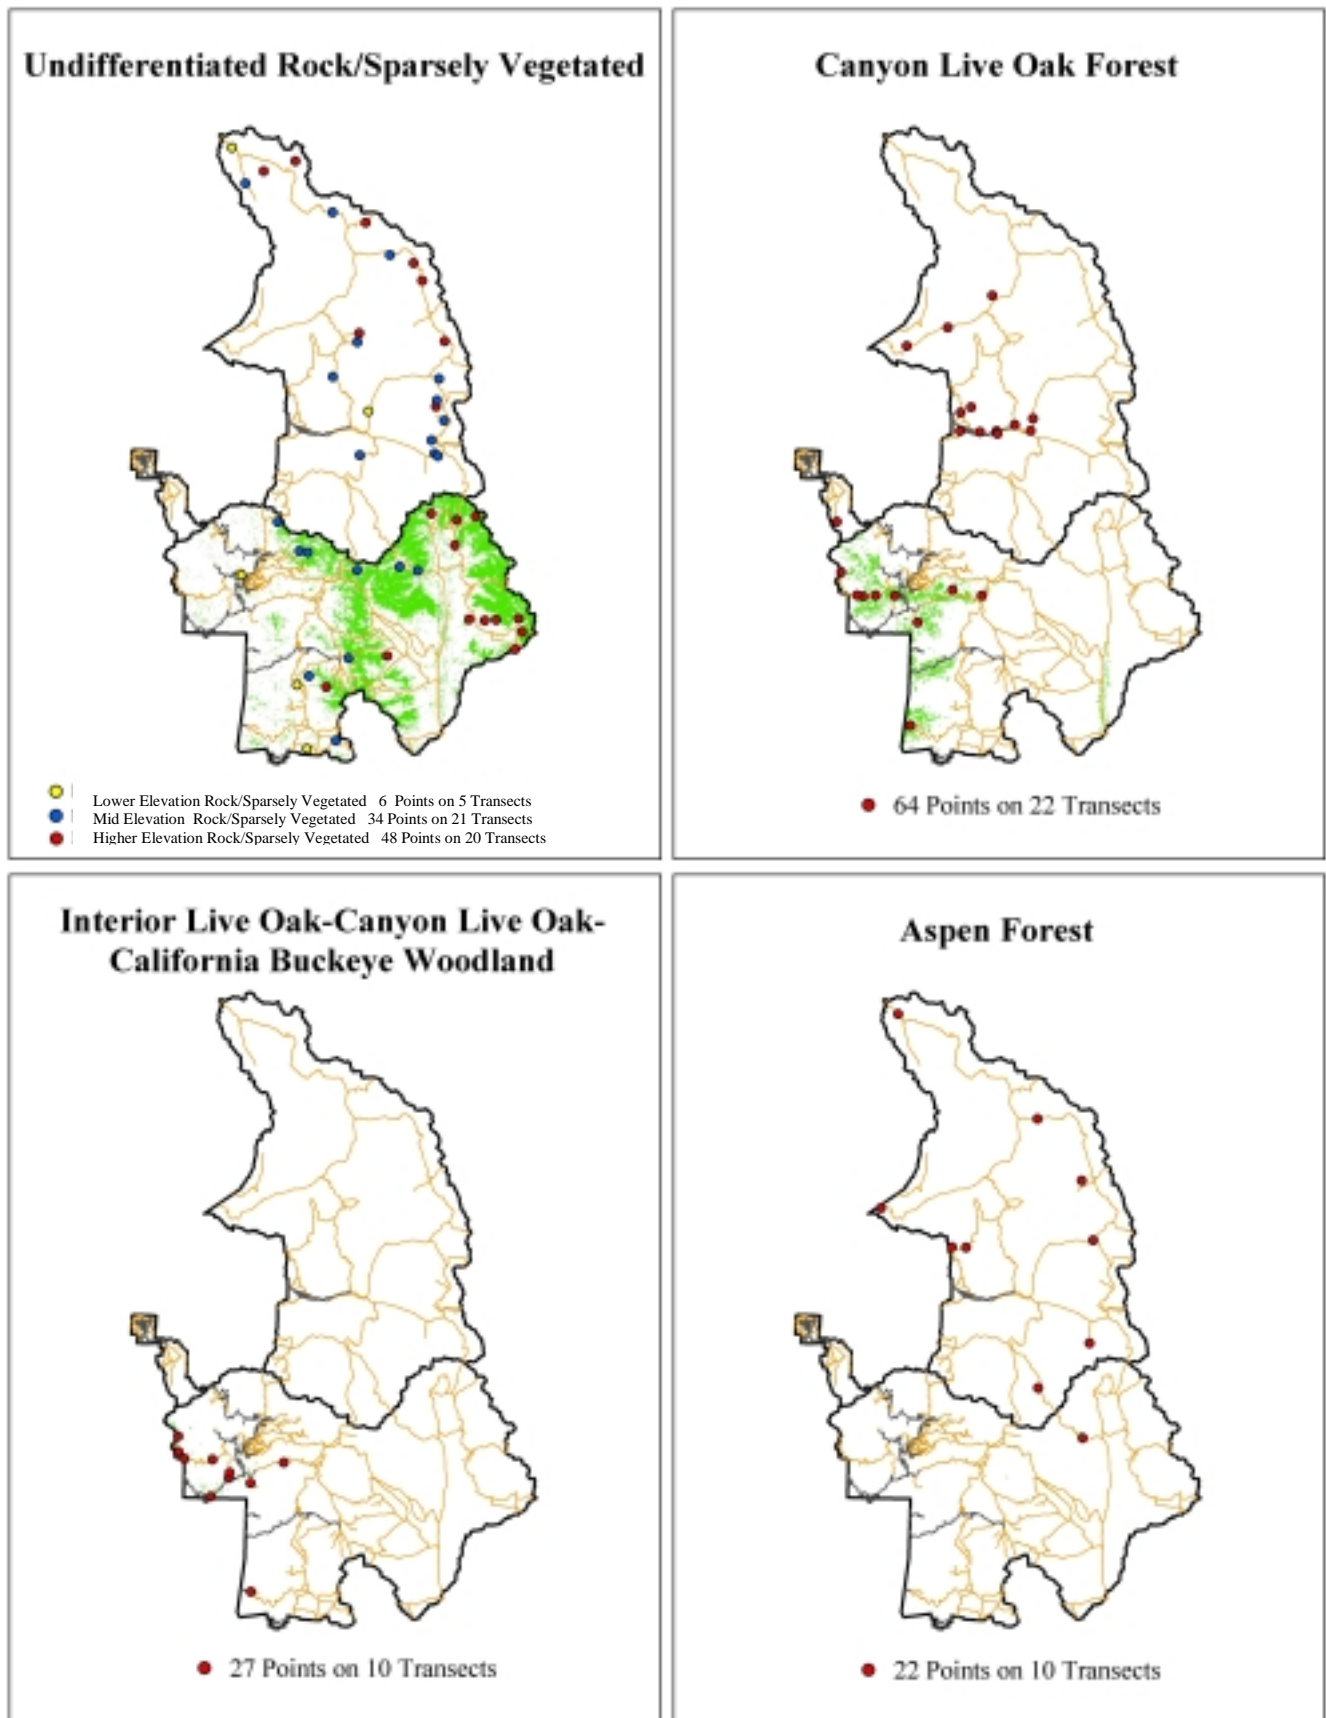 Undifferentiated Rock/Sparsely Vegetated
Lower Elevation Rock/Sparsely Vegetated 6 Points on 5 Transects
Mid Elevation Rock/Sparsely Vegetated 34 Points on 21 Transects
Higher Elevation Rock/Sparsely Vegetated 48 Points on 20 Transects
Canyon Live Oak Forest
64 Points on 22 Transects
Interior Live Oak-Canyon Live Oak-
California Buckeye Woodland
27 Points on 10 Transects
Aspen Forest
22 Points on 10 Transects